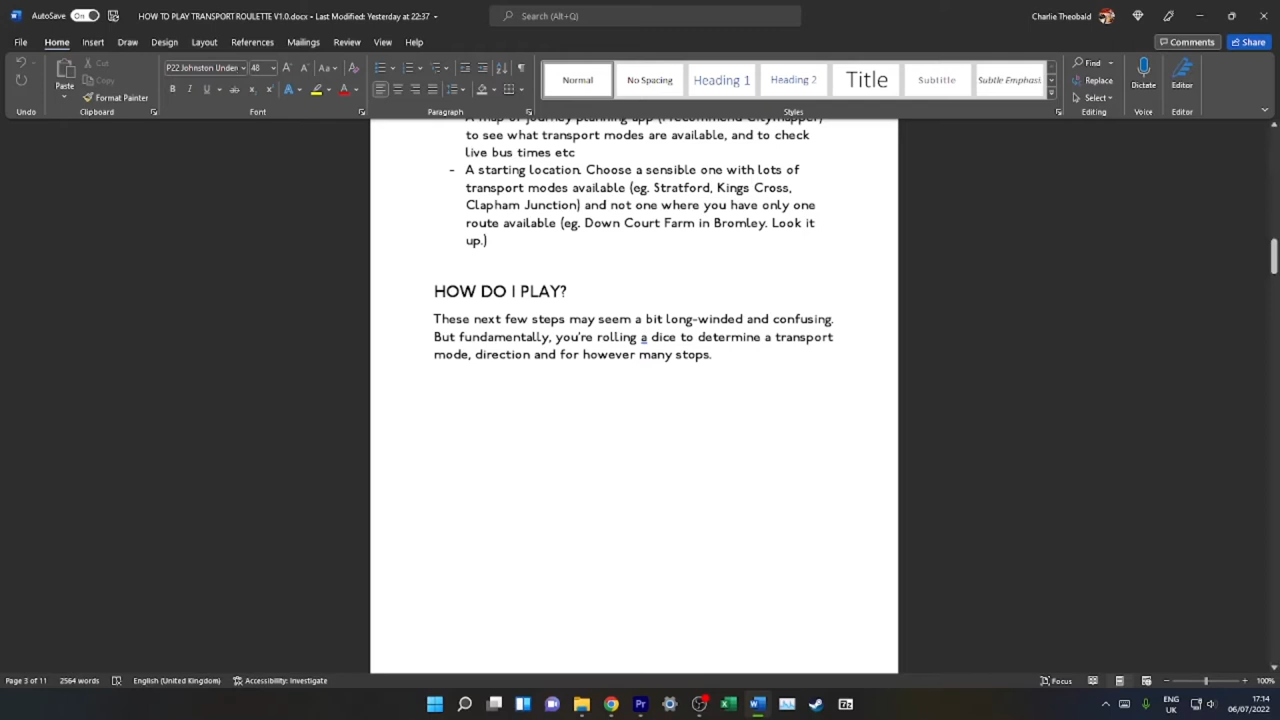 AutoSave On HOW TO PLAY TRANSPORT ROULETTE V1.0.docx • Last Modified: Yesterday at 22:37 Search (Alt+Q) Charlie Theobald
File Home Insert Draw Design Layout References Mailings Review View Help Comments Share
P22 Johnston Underı 48 Normal No Spacing Heading 1 Heading 2 Title Subtitle Subtle Emphasis
Paste Cut Copy Format Painter Find Replace Select Dictate Editor
Undo Clipboard Font Paragraph Styles Editing Voice Editor
to see what transport modes are available, and to check
live bus times etc
- A starting location. Choose a sensible one with lots of
transport modes available (eg. Stratford, Kings Cross,
Clapham Junction) and not one where you have only one
route available (eg. Down Court Farm in Bromley. Look it
up.)
HOW DO I PLAY?
These next few steps may seem a bit long-winded and confusing.
But fundamentally, you're rolling a dice to determine a transport
mode, direction and for however many stops.
Page 3 of 11 2564 words English (United Kingdom) Accessibility: Investigate Focus 100%
ENG 17:14
UK 06/07/2022